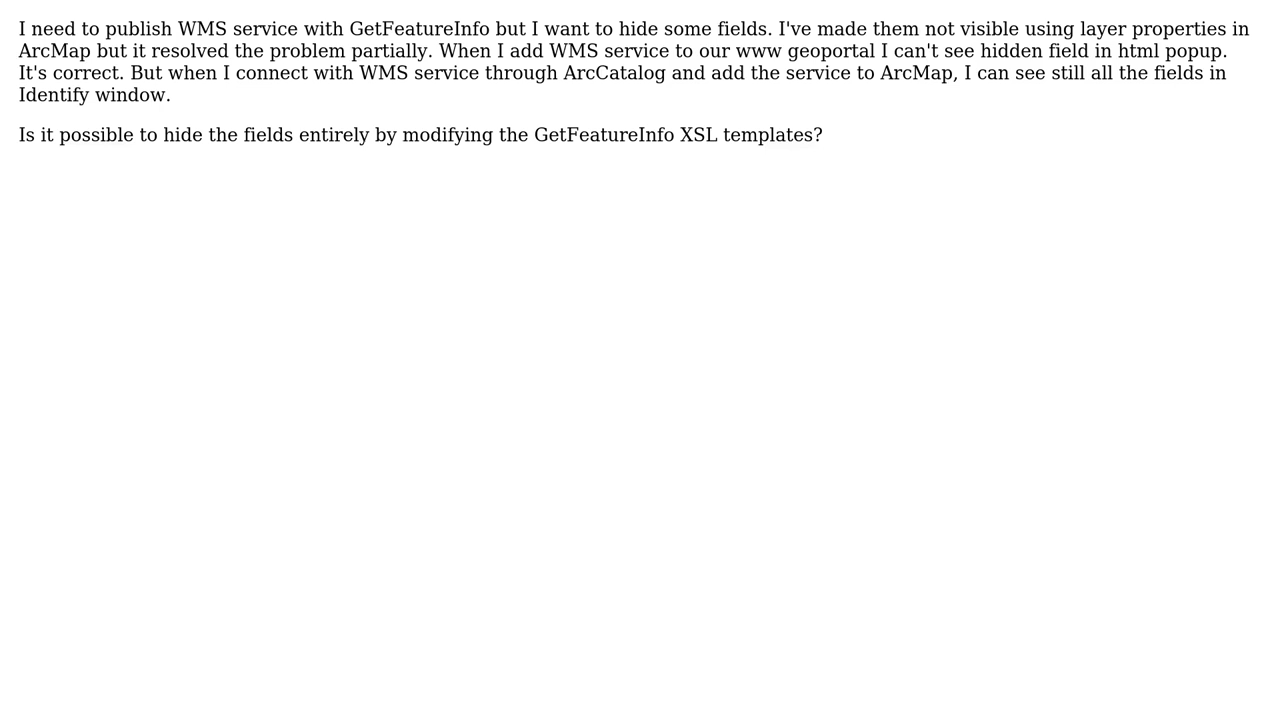 I need to publish WMS service with GetFeatureInfo but I want to hide some fields. I've made them not visible using layer properties in
ArcMap but it resolved the problem partially. When I add WMS service to our www geoportal I can't see hidden field in html popup.
It's correct. But when I connect with WMS service through ArcCatalog and add the service to ArcMap, I can see still all the fields in
Identify window.
Is it possible to hide the fields entirely by modifying the GetFeatureInfo XSL templates?